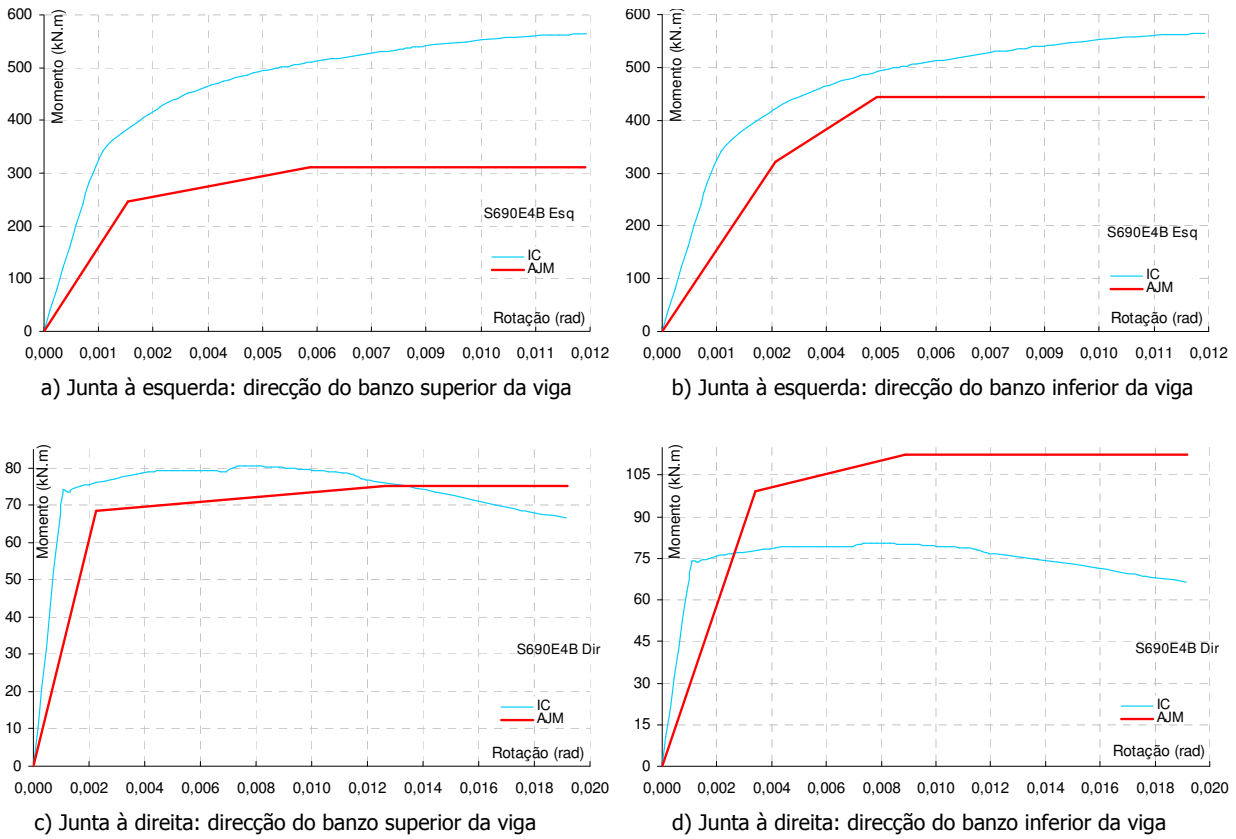 600
500
400
300
200
100
0
Momento (kN.m)
S690E4B Esq
IC
AJM
Rotação (rad)
0,000 0,001 0,002 0,004 0,005 0,006 0,007 0,009 0,010 0,011 0,012
a) Junta à esquerda: direcção do banzo superior da viga
600
500
400
300
200
100
0
Momento (kN.m)
S690E4B Esq
IC
AJM
Rotação (rad)
0,000 0,001 0,002 0,004 0,005 0,006 0,007 0,009 0,010 0,011 0,012
b) Junta à esquerda: direcção do banzo inferior da viga
80
70
60
50
40
30
20
10
0
Momento (kN.m)
S690E4B Dir
IC
AJM
Rotação (rad)
0,000 0,002 0,004 0,006 0,008 0,010 0,012 0,014 0,016 0,018 0,020
c) Junta à direita: direcção do banzo superior da viga
105
90
75
60
45
30
15
0
Momento (kN.m)
S690E4B Dir
IC
AJM
Rotação (rad)
0,000 0,002 0,004 0,006 0,008 0,010 0,012 0,014 0,016 0,018 0,020
d) Junta à direita: direcção do banzo inferior da viga